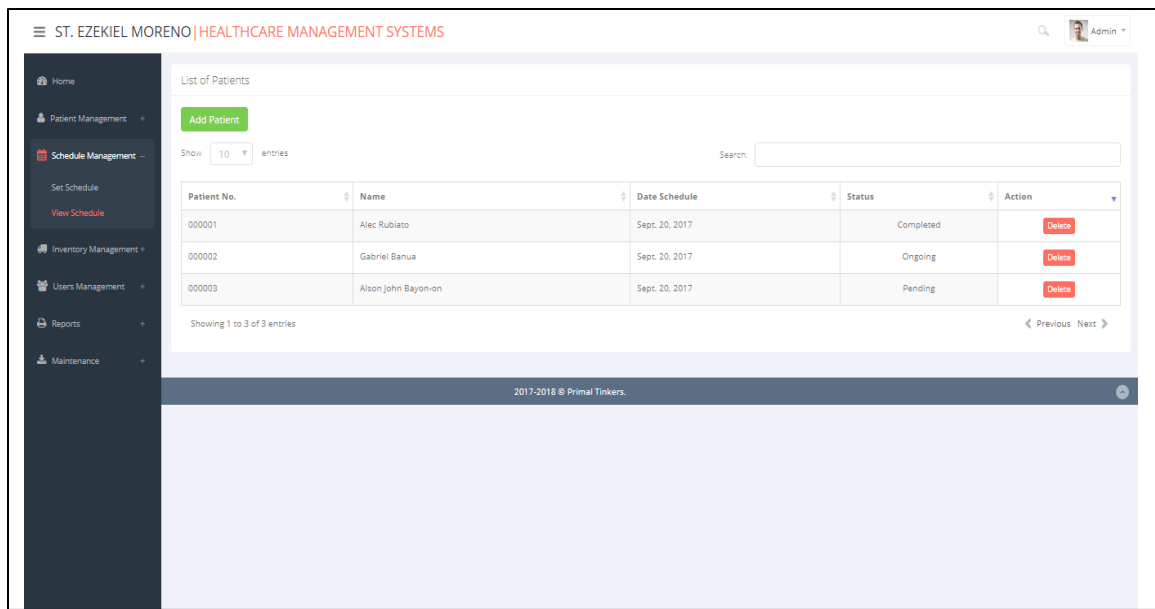 ST. EZEKIEL MORENO|HEALTHCARE MANAGEMENT SYSTEMS
Admin
Home
Patient Management +
Schedule Management –
Set Schedule
View Schedule
Inventory Management +
Users Management +
Reports +
Maintenance +
List of Patients
Add Patient
Show 10 entries Search:
Patient No. Name Date Schedule Status Action
000001 Alec Rubiato Sept. 20, 2017 Completed Delete
000002 Gabriel Banua Sept. 20, 2017 Ongoing Delete
000003 Alson John Bayon-on Sept. 20, 2017 Pending Delete
Showing 1 to 3 of 3 entries Previous Next
2017-2018 © Primal Tinkers.